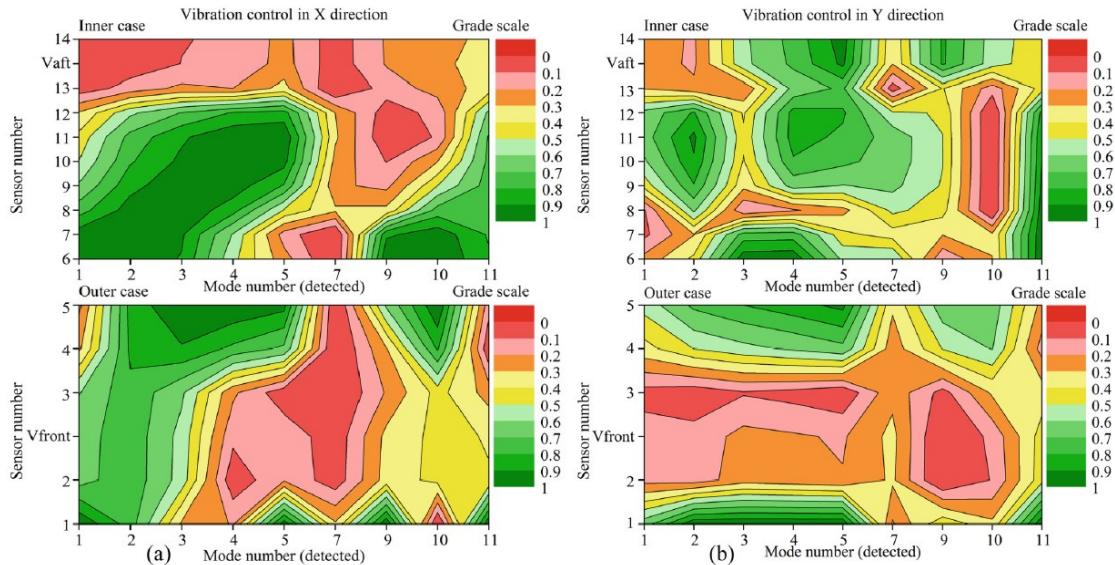 Vibration control in X direction
Inner case
Grade scale
14
Vaft
13
12
11
10
9
8
7
6
Sensor number
1 2 3 4 5 7 9 10 11
Mode number (detected)
0
0.1
0.2
0.3
0.4
0.5
0.6
0.7
0.8
0.9
1
Outer case
Grade scale
5
4
3
Vfront
2
1
Sensor number
1 2 3 4 5 7 9 10 11
Mode number (detected)
0
0.1
0.2
0.3
0.4
0.5
0.6
0.7
0.8
0.9
1
(a)
Vibration control in Y direction
Inner case
Grade scale
14
Vaft
13
12
11
10
9
8
7
6
Sensor number
1 2 3 4 5 7 9 10 11
Mode number (detected)
0
0.1
0.2
0.3
0.4
0.5
0.6
0.7
0.8
0.9
1
Outer case
Grade scale
5
4
3
Vfront
2
1
Sensor number
1 2 3 4 5 7 9 10 11
Mode number (detected)
0
0.1
0.2
0.3
0.4
0.5
0.6
0.7
0.8
0.9
1
(b)